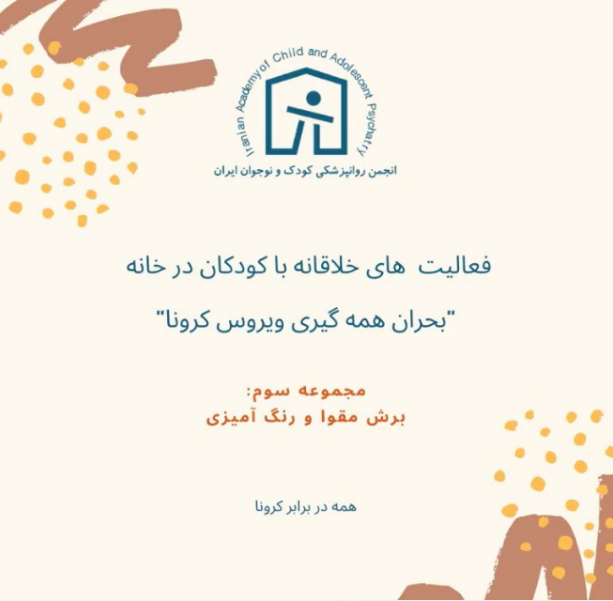 Iranian Academy of Child and Adolescent Psychiatry
انجمن روانپزشکی کودک و نوجوان ایران
فعالیت های خلاقانه با کودکان در خانه
"بحران همه گیری ویروس کرونا"
مجموعه سوم:
برش مقوا و رنگ آمیزی
همه در برابر کرونا